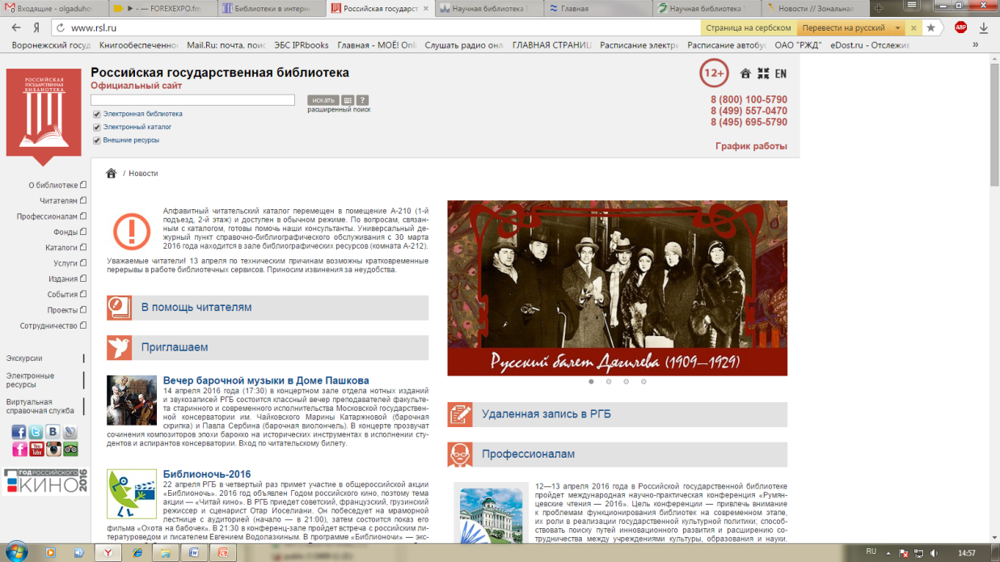 Входящие - olgaduhov
► - — FOREXEXPO.fm
Библиотеки в интерн
Российская государст
Научная библиотека
Главная
Научная библиотека
Новости // Зональная
www.rsl.ru
Страница на сербском
Перевести на русский
ABP
Воронежский госуд
Книгообеспеченнос
Mail.Ru: почта, поис
ЭБС IPRbooks
Главная - МОЁ! Onli
Слушать радио онл
ГЛАВНАЯ СТРАНИЦ
Расписание электри
Расписание автобус
ОАО "РЖД"
eDost.ru - Отслежив
»
РОССИЙСКАЯ
ГОСУДАРСТВЕННАЯ
БИБЛИОТЕКА
Российская государственная библиотека
Официальный сайт
искать
?
расширенный поиск
Электронная библиотека
Электронный каталог
Внешние ресурсы
12+
EN
8 (800) 100-5790
8 (499) 557-0470
8 (495) 695-5790
График работы
О библиотеке
Читателям
Профессионалам
Фонды
Каталоги
Услуги
Издания
События
Проекты
Сотрудничество
Экскурсии
Электронные
ресурсы
Виртуальная
справочная служба
ГОД РОССИЙСКОГО
КИНО
2016
/ Новости
Алфавитный читательский каталог перемещен в помещение А-210 (1-й
подъезд, 2-й этаж) и доступен в обычном режиме. По вопросам, связан-
ным с каталогом, готовы помочь наши консультанты. Универсальный де-
журный пункт справочно-библиографического обслуживания с 30 марта
2016 года находится в зале библиографических ресурсов (комната А-212).
Уважаемые читатели! 13 апреля по техническим причинам возможны кратковременные
перерывы в работе библиотечных сервисов. Приносим извинения за неудобства.
В помощь читателям
Приглашаем
Вечер барочной музыки в Доме Пашкова
14 апреля 2016 года (17:30) в концертном зале отдела нотных изданий
и звукозаписей РГБ состоится классный вечер преподавателей факульте-
та старинного и современного исполнительства Московской государствен-
ной консерватории им. Чайковского Марины Катаржновой (барочная
скрипка) и Павла Сербина (барочная виолончель). В концерте прозвучат
сочинения композиторов эпохи барокко на исторических инструментах в исполнении сту-
дентов и аспирантов консерватории. Вход по читательскому билету.
Библионочь-2016
22 апреля РГБ в четвертый раз примет участие в общероссийской акции
«Библионочь». 2016 год объявлен Годом российского кино, поэтому тема
акции — «Читай кино». В РГБ приедет советский, французский, грузинский
режиссер и сценарист Отар Иоселиани. Он побеседует на мраморной
лестнице с аудиторией (начало — в 21:00), затем состоится показ его
фильма «Охота на бабочек». В 21:30 в конференц-зале пройдет встреча с российским ли-
тературоведом и писателем Евгением Водолазкиным. В программе «Библионочи» — экс-
Русский балет Дягилева (1909—1929)
Удаленная запись в РГБ
Профессионалам
12—13 апреля 2016 года в Российской государственной библиотеке
пройдет международная научно-практическая конференция «Румян-
цевские чтения — 2016». Цель конференции — привлечь внимание
к проблемам функционирования библиотек на современном этапе,
их роли в реализации государственной культурной политики; способ-
ствовать поиску путей инновационного развития и расширению со-
трудничества между учреждениями культуры, образования и науки.
RU
14:57